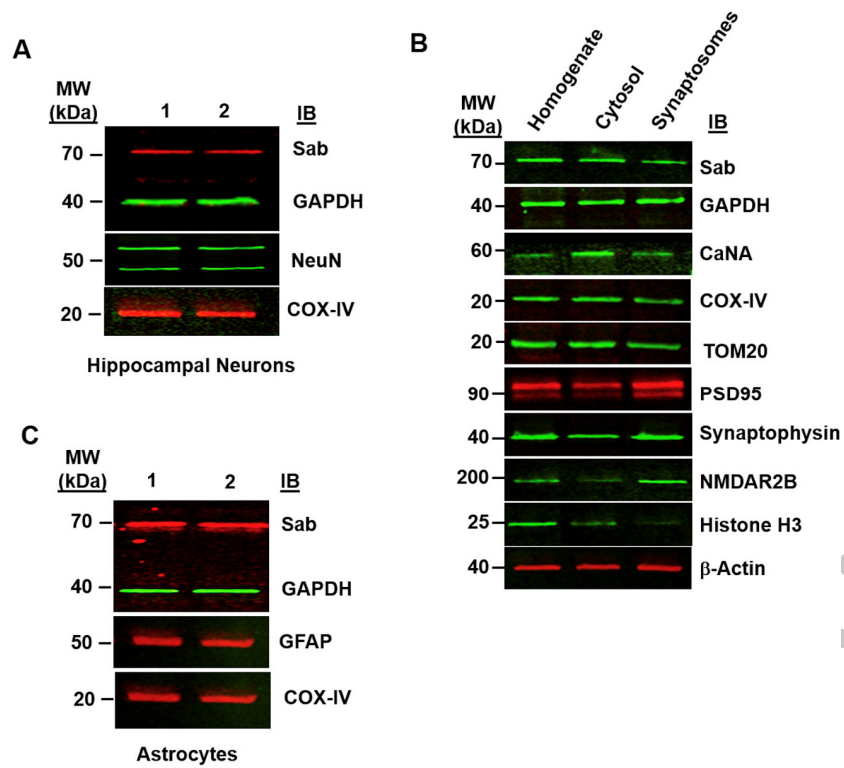 A
MW
(kDa)
1 2 IB
70 Sab
40 GAPDH
50 NeuN
20 COX-IV
Hippocampal Neurons
B
Homogenate
Cytosol
Synaptosomes
MW
(kDa)
IB
70 Sab
40 GAPDH
60 CaNA
20 COX-IV
20 TOM20
90 PSD95
40 Synaptophysin
200 NMDAR2B
25 Histone H3
40 β-Actin
C
MW
(kDa)
1 2 IB
70 Sab
40 GAPDH
50 GFAP
20 COX-IV
Astrocytes